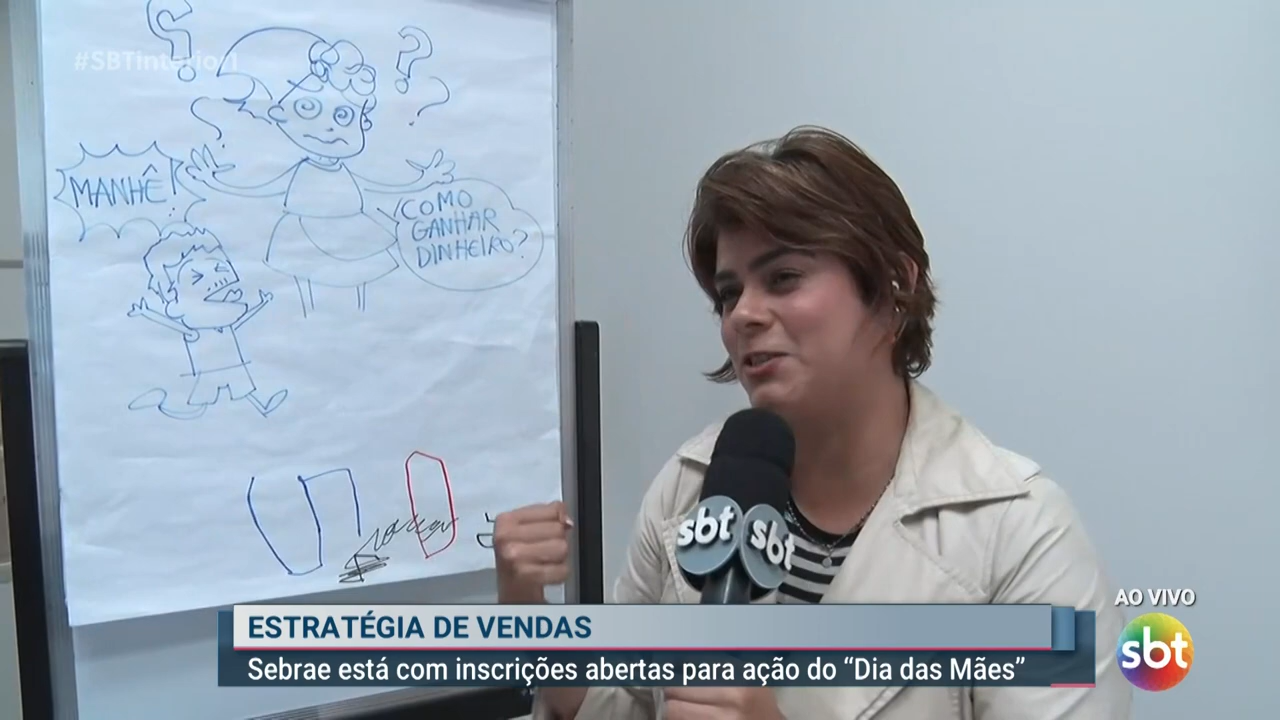 #SBTInterior1
MANHÊ!
COMO
GANHAR
DINHEIRO?
sbt
sbt
AO VIVO
sbt
ESTRATÉGIA DE VENDAS
Sebrae está com inscrições abertas para ação do “Dia das Mães”